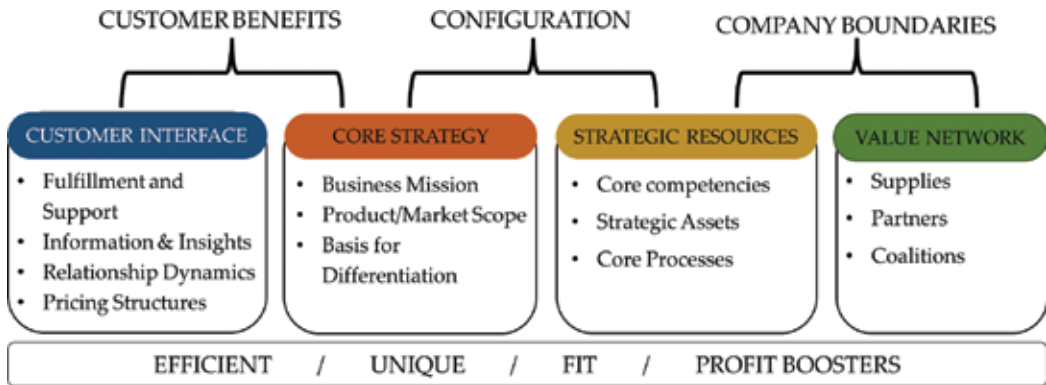 CUSTOMER BENEFITS
CONFIGURATION
COMPANY BOUNDARIES
CUSTOMER INTERFACE
• Fulfillment and
Support
• Information & Insights
• Relationship Dynamics
• Pricing Structures
CORE STRATEGY
• Business Mission
• Product/Market Scope
• Basis for
Differentiation
STRATEGIC RESOURCES
• Core competencies
• Strategic Assets
• Core Processes
VALUE NETWORK
• Supplies
• Partners
• Coalitions
EFFICIENT / UNIQUE / FIT / PROFIT BOOSTERS